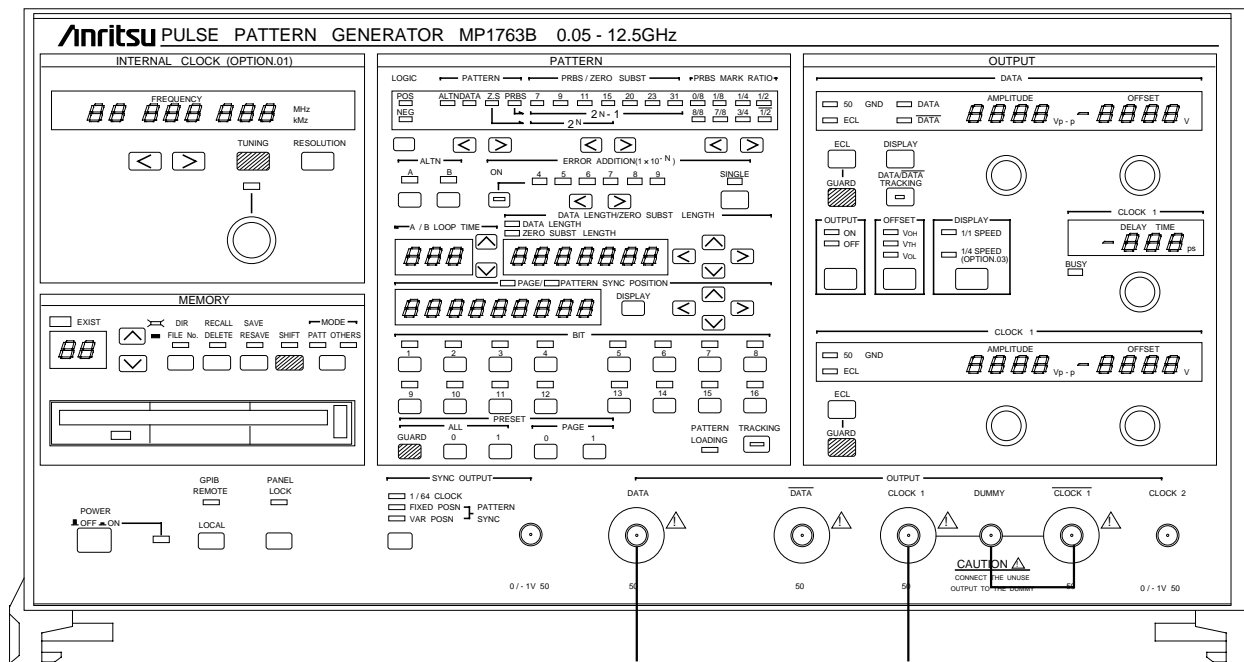 Anritsu PULSE PATTERN GENERATOR MP1763B 0.05 - 12.5GHz
INTERNAL CLOCK (OPTION.01)
FREQUENCY
88 888 888
MHz
kMz
TUNING
RESOLUTION
MEMORY
EXIST
88
DIR RECALL SAVE MODE
FILE No. DELETE RESAVE SHIFT PATT OTHERS
PATTERN
LOGIC PATTERN PRBS / ZERO SUBST PRBS MARK RATIO
POS ALTN DATA Z.S PRBS 7 9 11 15 20 23 31 0/8 1/8 1/4 1/2
NEG 2 N - 1 8/8 7/8 3/4 1/2
2 N
ALTN
A B
ERROR ADDITION(1 × 10 - N )
ON 4 5 6 7 8 9 SINGLE
DATA LENGTH/ZERO SUBST LENGTH
A / B LOOP TIME
DATA LENGTH
ZERO SUBST LENGTH
888 8888888
PAGE/ PATTERN SYNC POSITION
888888888
DISPLAY
BIT
1 2 3 4 5 6 7 8
9 10 11 12 13 14 15 16
PRESET
ALL PAGE
GUARD 0 1 0 1
PATTERN
LOADING
TRACKING
OUTPUT
DATA
50 GND DATA
ECL DATA
AMPLITUDE OFFSET
8888 Vp - p - 8888 V
ECL DISPLAY
GUARD
DATA/DATA
TRACKING
OUTPUT OFFSET DISPLAY
ON VOH 1/1 SPEED
OFF VTH 1/4 SPEED
VOL (OPTION.03)
CLOCK 1
DELAY TIME
- 888 ps
BUSY
CLOCK 1
50 GND
ECL
AMPLITUDE OFFSET
8888 Vp - p - 8888 V
ECL
GUARD
POWER
OFF ON
GPIB
REMOTE
LOCAL
PANEL
LOCK
SYNC OUTPUT
1 / 64 CLOCK
FIXED POSN PATTERN
VAR POSN SYNC
0 / - 1V 50
OUTPUT
DATA DATA CLOCK 1 DUMMY CLOCK 1 CLOCK 2
CAUTION
CONNECT THE UNUSE
OUTPUT TO THE DUMMY
50 50 50 50 0 / - 1V 50